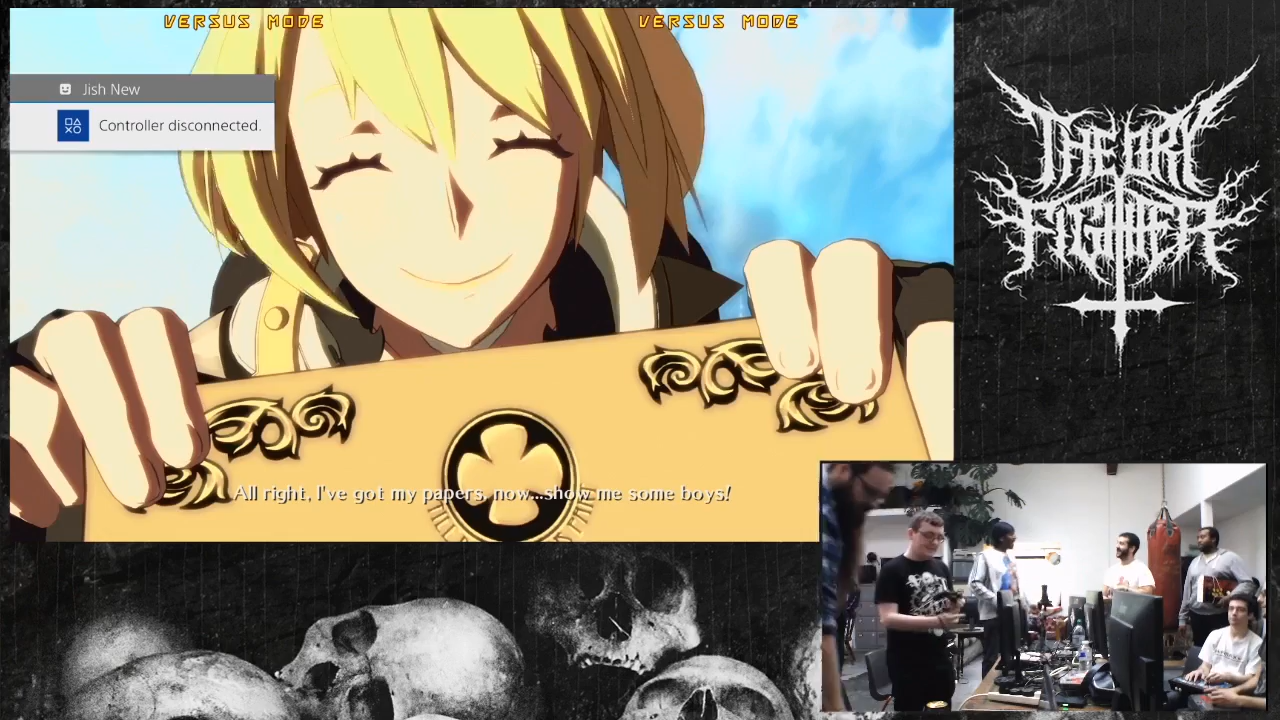 VERSUS MODE
VERSUS MODE
Jish New
Controller disconnected.
THEORY
FIGHTER
All right, I've got my papers, now...show me some boys!